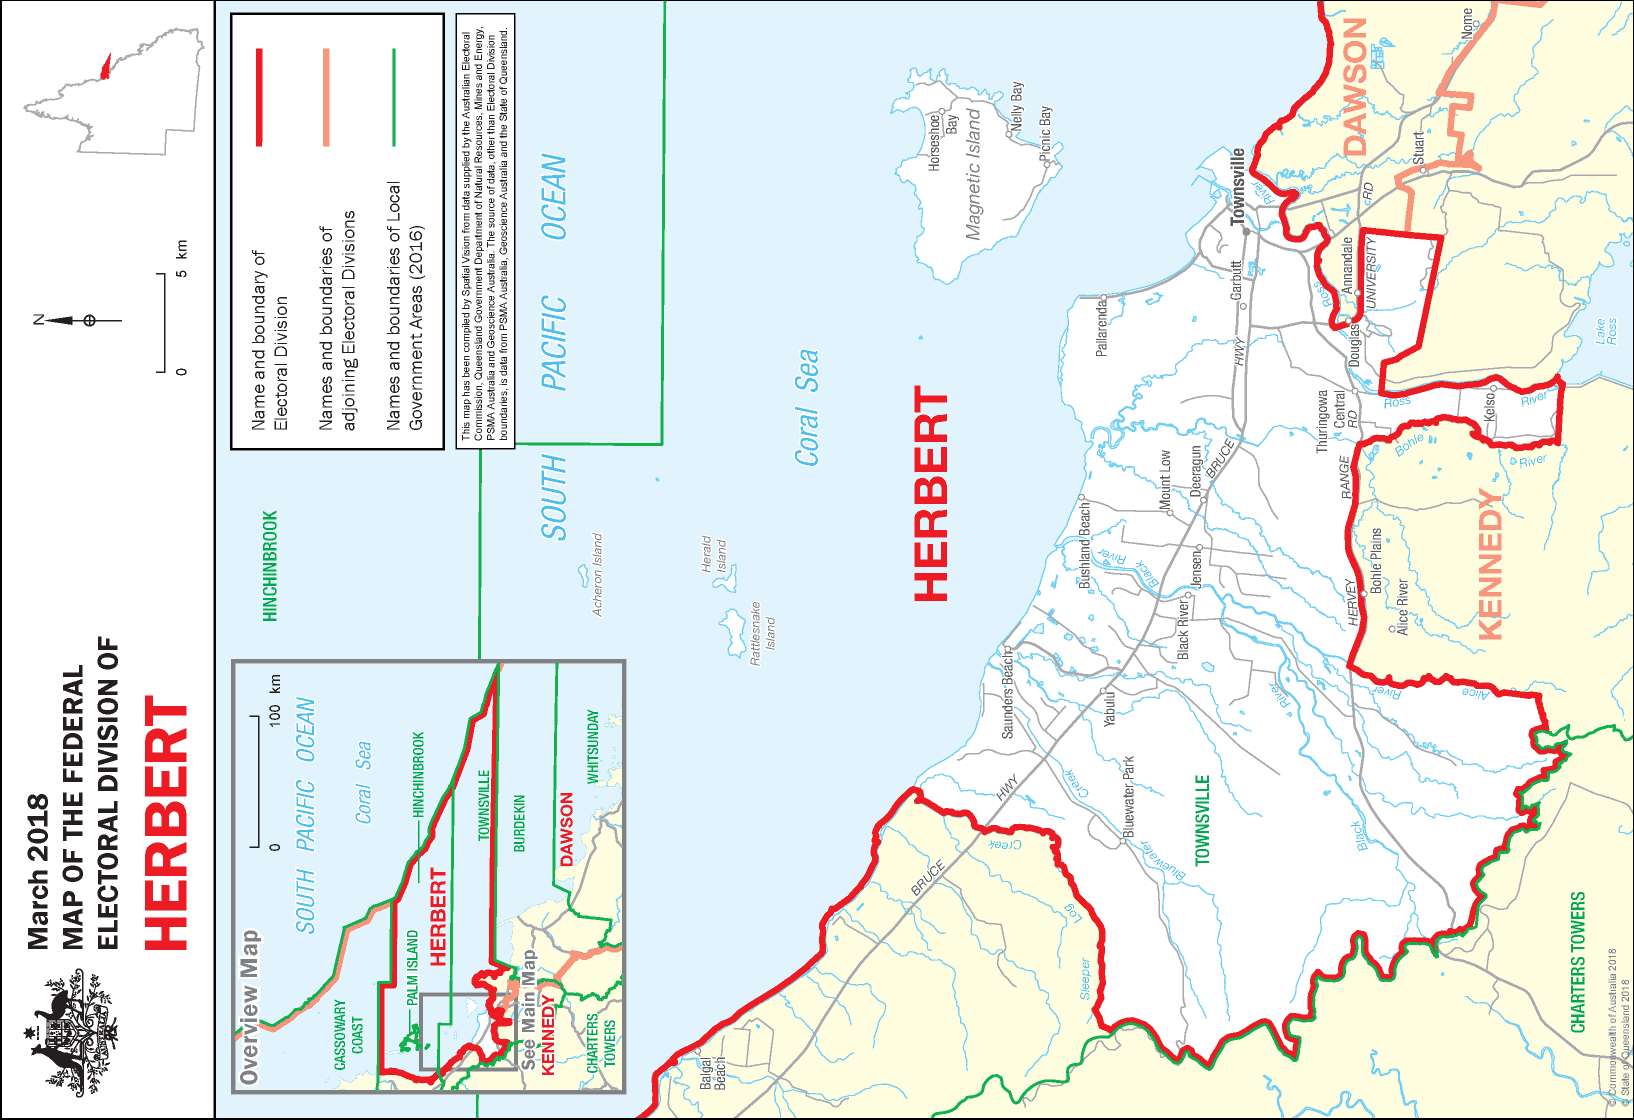 March 2018
MAP OF THE FEDERAL
ELECTORAL DIVISION OF
HERBERT
N
0
5 km
Name and boundary of
Electoral Division
Names and boundaries of
adjoining Electoral Divisions
Names and boundaries of Local
Government Areas (2016)
This map has been compiled by Spatial Vision from data supplied by the Australian Electoral
Commission, Queensland Government Department of Natural Resources, Mines and Energy,
PSMA Australia and Geoscience Australia. The source of data, other than Electoral Division
boundaries, is data from PSMA Australia, Geoscience Australia and the State of Queensland.
Overview Map
0
100 km
SOUTH PACIFIC OCEAN
Coral Sea
CASSOWARY
COAST
PALM ISLAND
HINCHINBROOK
HERBERT
TOWNSVILLE
BURDEKIN
DAWSON
WHITSUNDAY
See Main Map
KENNEDY
CHARTERS
TOWERS
HINCHINBROOK
SOUTH PACIFIC OCEAN
SOUTH PACIFIC OCEAN
Coral Sea
Acheron Island
Herald
Island
Rattlesnake
Island
HERBERT
Horseshoe
Bay
Magnetic Island
Nelly Bay
Picnic Bay
Pallarenda
Townsville
Garbutt
River
Ross
Annandale
UNIVERSITY
RD
Douglas
DAWSON
Nome
Stuart
Lake
Ross
HWY
BRUCE
Thuringowa
Central
RD
Ross
River
Kelso
Bohle
River
RANGE
HERVEY
KENNEDY
Bohle Plains
Alice River
Alice
River
Mount Low
Deeragun
Bushland Beach
Black
River
Jensen
Black River
Saunders Beach
Yabulu
Black
River
Bluewater Park
Bluewater
Creek
TOWNSVILLE
BRUCE
HWY
Sleeper
Log
Creek
Balgal
Beach
CHARTERS TOWERS
© Commonwealth of Australia 2018
© State of Queensland 2018